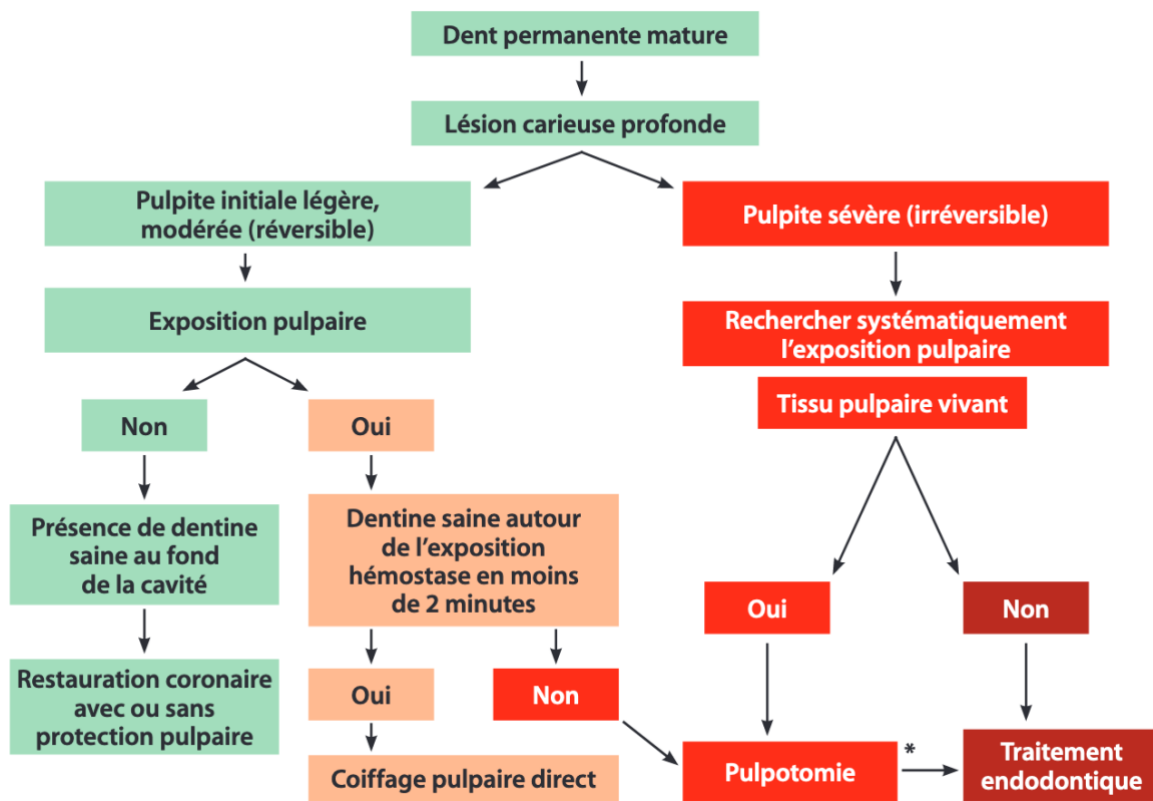 Dent permanente mature
Lésion carieuse profonde
Pulpite initiale légère,
modérée (réversible)
Pulpite sévère (irréversible)
Exposition pulpaire
Rechercher systématiquement
l’exposition pulpaire
Tissu pulpaire vivant
Non
Oui
Présence de dentine
saine au fond
de la cavité
Dentine saine autour
de l’exposition
hémostase en moins
de 2 minutes
Oui
Non
Restauration coronaire
avec ou sans
protection pulpaire
Oui
Non
Coiffage pulpaire direct
Pulpotomie
*
Traitement
endodontique